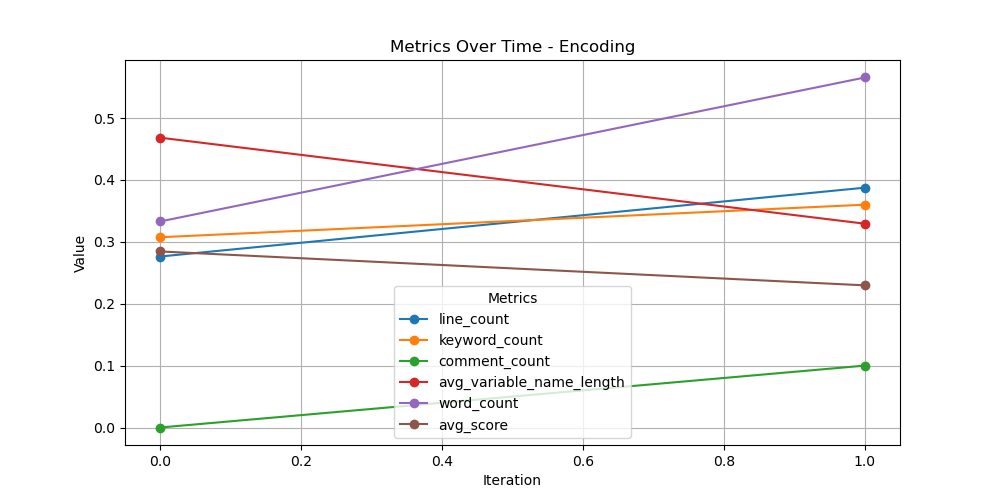 Metrics Over Time - Encoding
Value
0.5
0.4
0.3
0.2
0.1
0.0
Metrics
line_count
keyword_count
comment_count
avg_variable_name_length
word_count
avg_score
0.0 0.2 0.4 0.6 0.8 1.0
Iteration